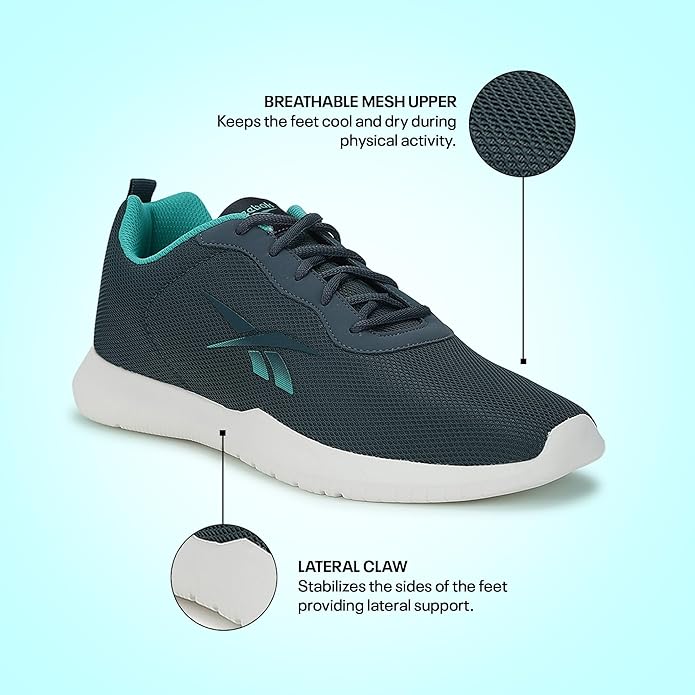 BREATHABLE MESH UPPER
Keeps the feet cool and dry during
physical activity.
Reebok
LATERAL CLAW
Stabilizes the sides of the feet
providing lateral support.